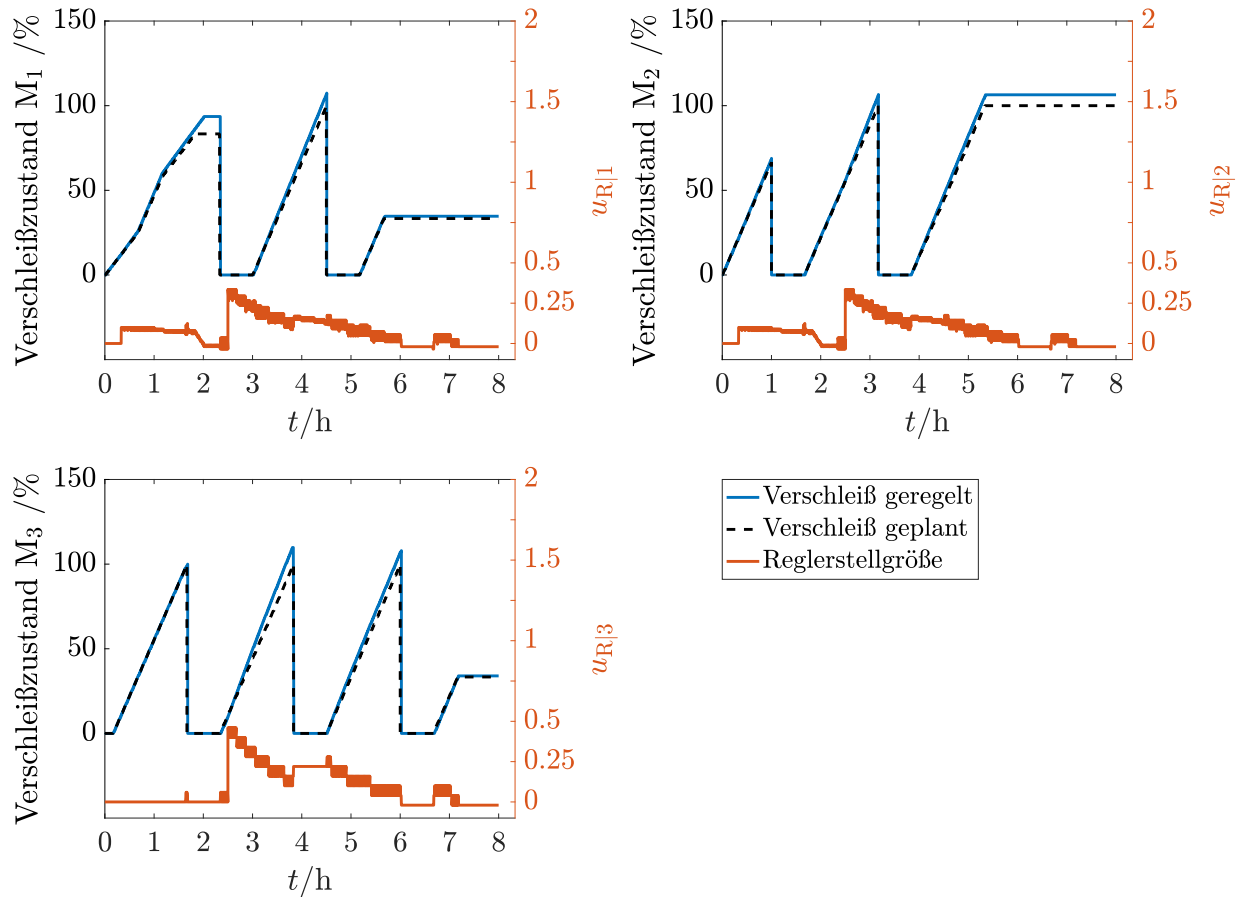 Verschleißzustand M₁ /%
150
100
50
0
2
1.5
1
0.5
0.25
0
u_R|1
0 1 2 3 4 5 6 7 8
t/h
Verschleißzustand M₂ /%
150
100
50
0
2
1.5
1
0.5
0.25
0
u_R|2
0 1 2 3 4 5 6 7 8
t/h
Verschleißzustand M₃ /%
150
100
50
0
2
1.5
1
0.5
0.25
0
u_R|3
0 1 2 3 4 5 6 7 8
t/h
Verschleiß geregelt
Verschleiß geplant
Reglerstellgröße